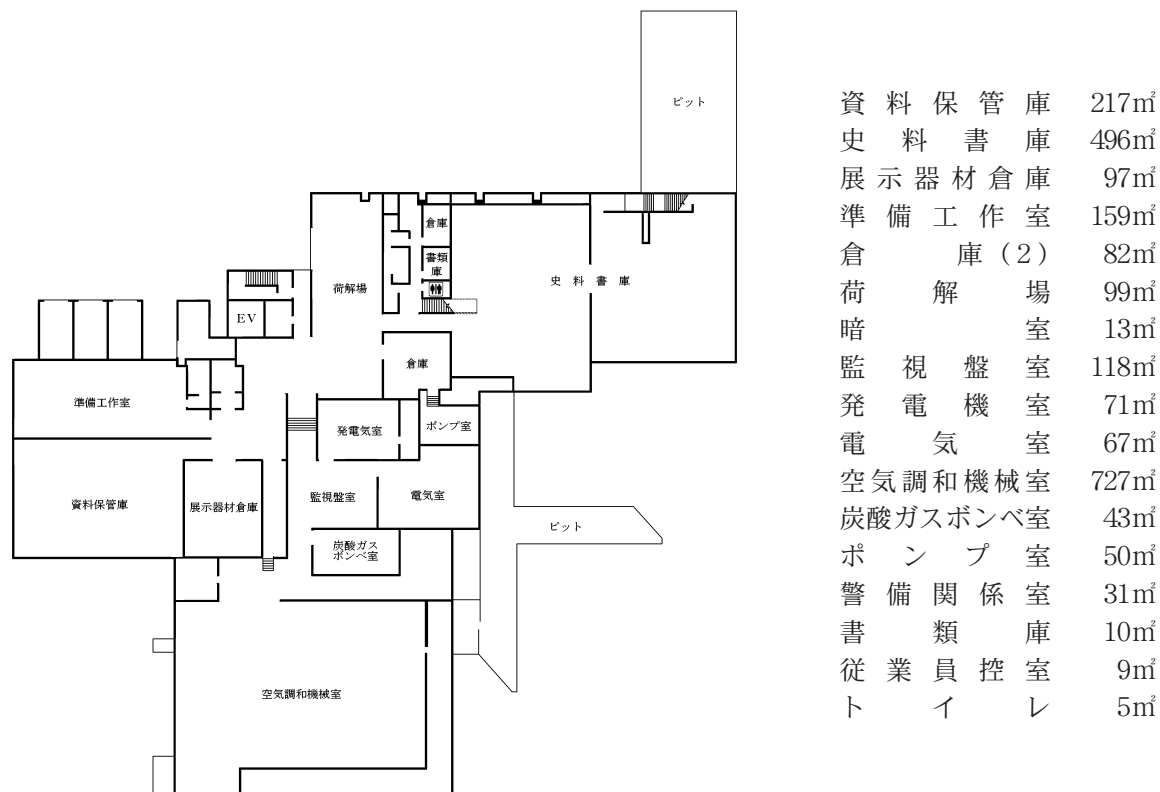 ピット
倉庫
書類
庫
史料書庫
荷解場
EV
倉庫
準備工作室
発電気室
ポンプ室
資料保管庫
展示器材倉庫
監視盤室
電気室
ピット
炭酸ガス
ボンベ室
空気調和機械室
資料保管庫 217㎡
史料書庫 496㎡
展示器材倉庫 97㎡
準備工作室 159㎡
倉庫(2) 82㎡
荷解場 99㎡
暗室 13㎡
監視盤室 118㎡
発電機室 71㎡
電気室 67㎡
空気調和機械室 727㎡
炭酸ガスボンベ室 43㎡
ポンプ室 50㎡
警備関係室 31㎡
書類庫 10㎡
従業員控室 9㎡
トイレ 5㎡